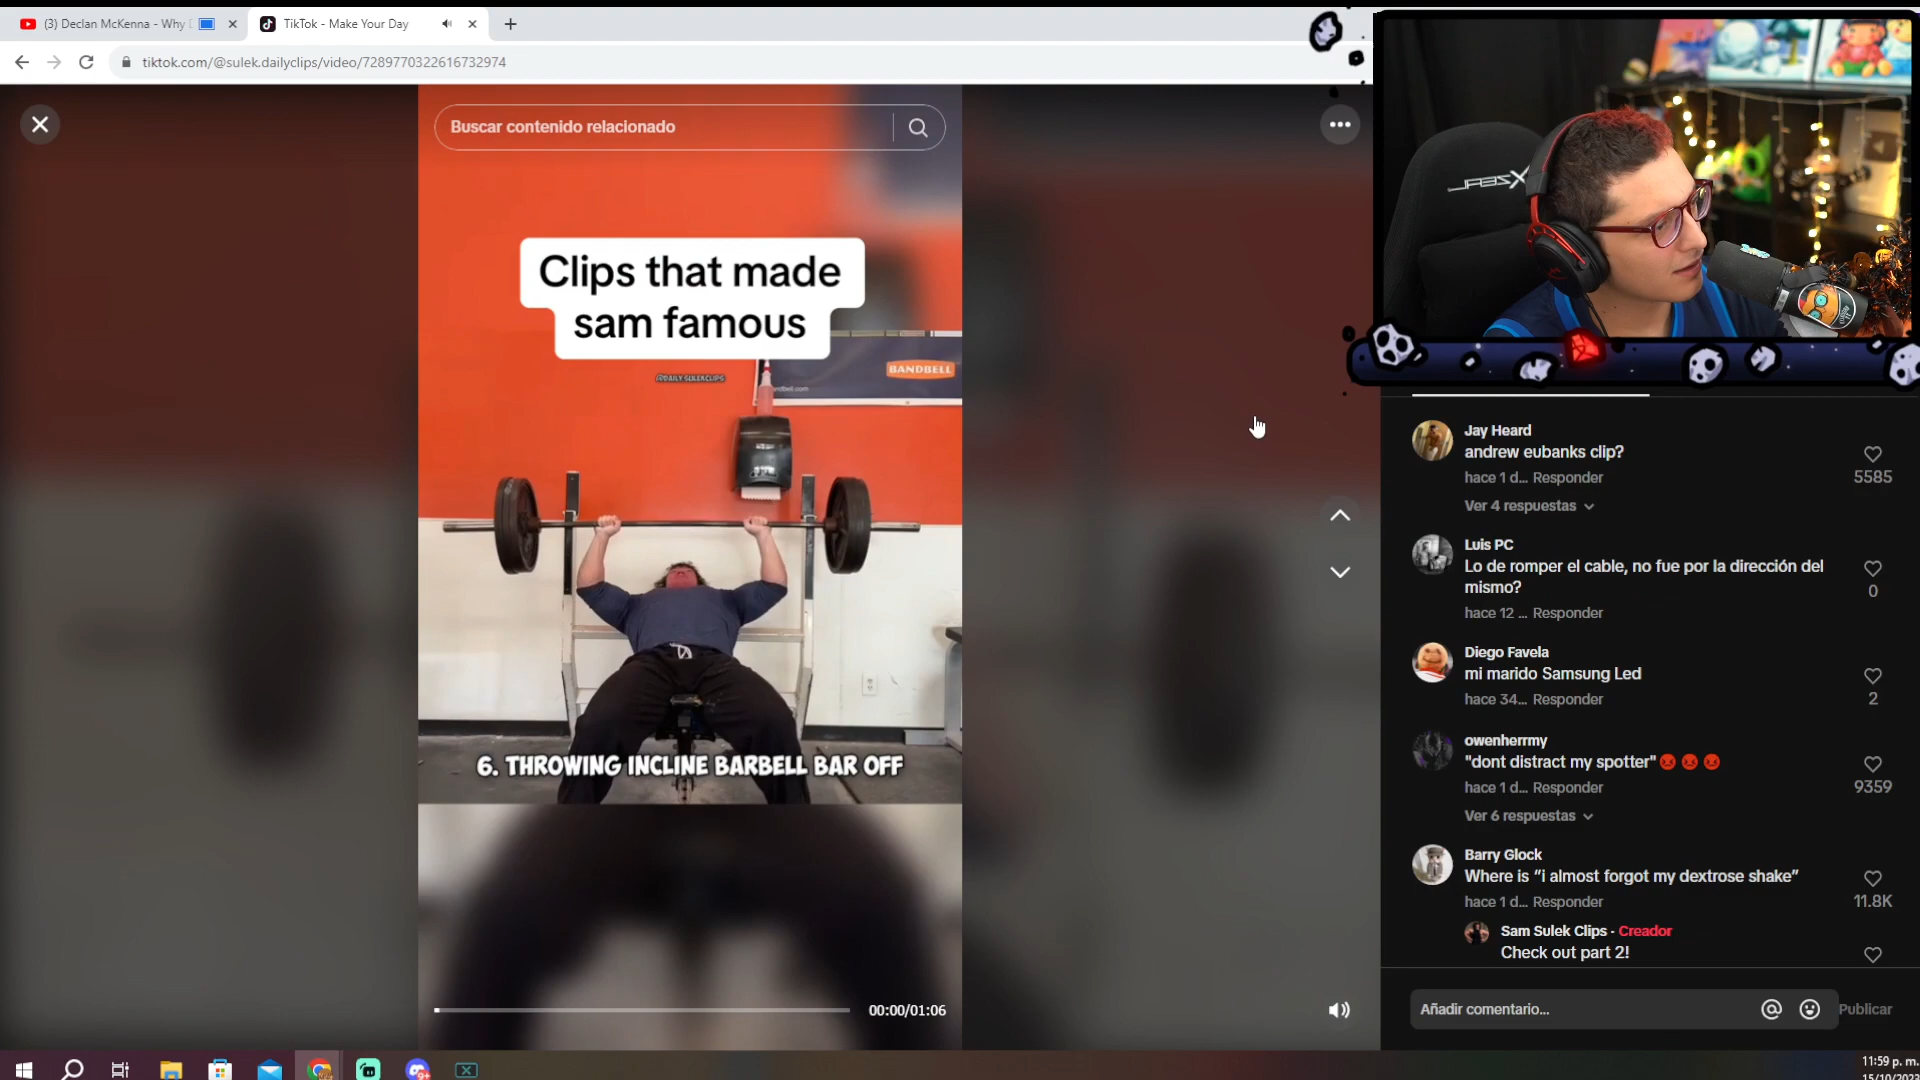 (3) Declan McKenna - Why
TikTok - Make Your Day
tiktok.com/@sulek.dailyclips/video/7289770322616732974
Buscar contenido relacionado
Clips that made
sam famous
@DAILY.SULEKCLIPS
BANDBELL
6. THROWING INCLINE BARBELL BAR OFF
00:00/01:06
Jay Heard
andrew eubanks clip?
hace 1 d... Responder
5585
Ver 4 respuestas
Luis PC
Lo de romper el cable, no fue por la dirección del
mismo?
0
hace 12 ... Responder
Diego Favela
mi marido Samsung Led
hace 34... Responder
2
owenherrmy
"dont distract my spotter"😡 😡 😡
hace 1 d... Responder
9359
Ver 6 respuestas
Barry Glock
Where is “i almost forgot my dextrose shake”
hace 1 d... Responder
11.8K
Sam Sulek Clips - Creador
Check out part 2!
Añadir comentario...
Publicar
11:59 p. m.